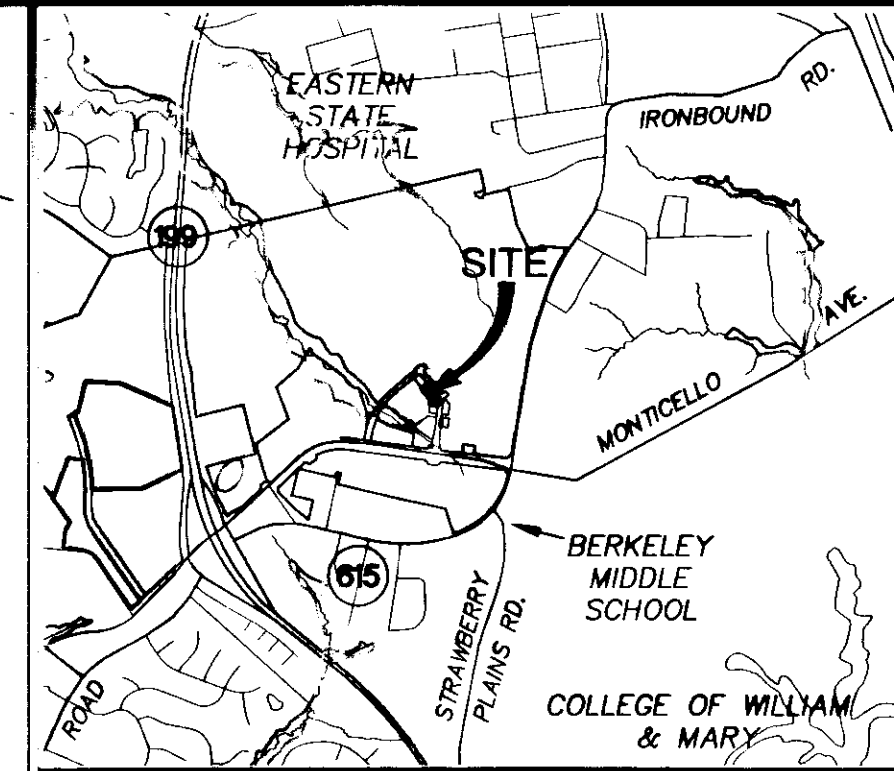 EASTERN
STATE
HOSPITAL
IRONBOUND RD.
199
SITE
MONTICELLO AVE.
BERKELEY
MIDDLE
SCHOOL
615
STRAWBERRY
PLAINS RD.
ROAD
COLLEGE OF WILLIAM
& MARY